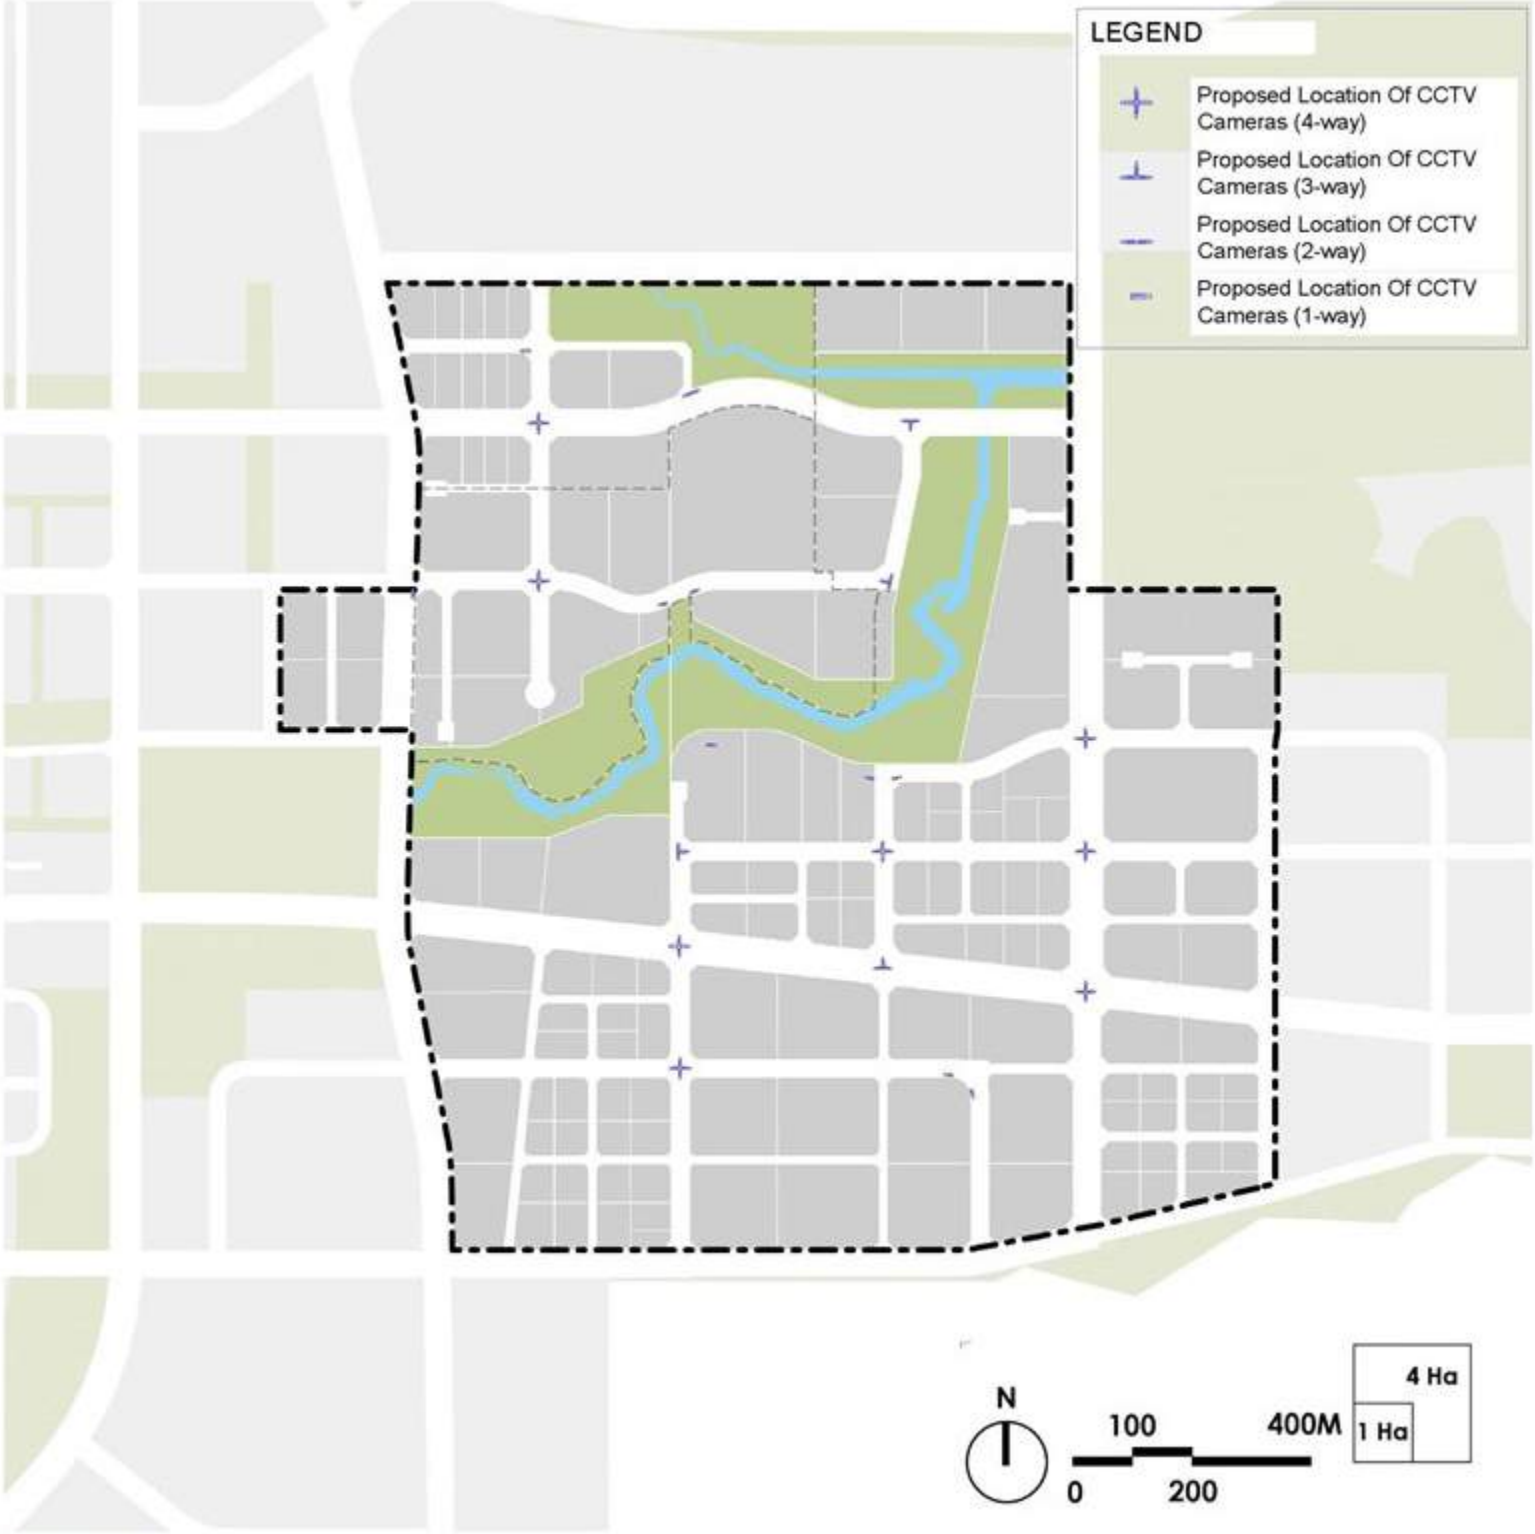 LEGEND
Proposed Location Of CCTV
Cameras (4-way)
Proposed Location Of CCTV
Cameras (3-way)
Proposed Location Of CCTV
Cameras (2-way)
Proposed Location Of CCTV
Cameras (1-way)
N
100
400M
0
200
4 Ha
1 Ha